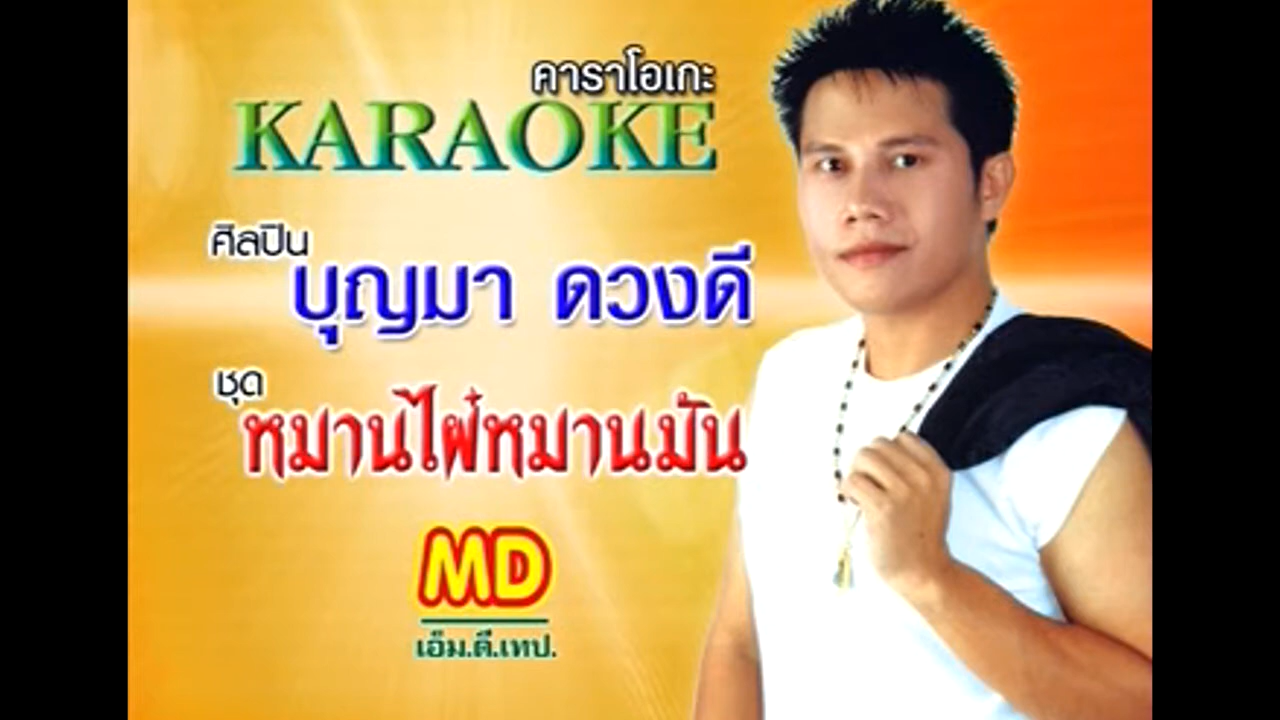 คาราโอเกะ
KARAOKE
ศิลปิน
บุญมา ดวงดี
ชุด
หมานไผ๋หมานมัน
MD
เอ็ม.ดี.เทป.